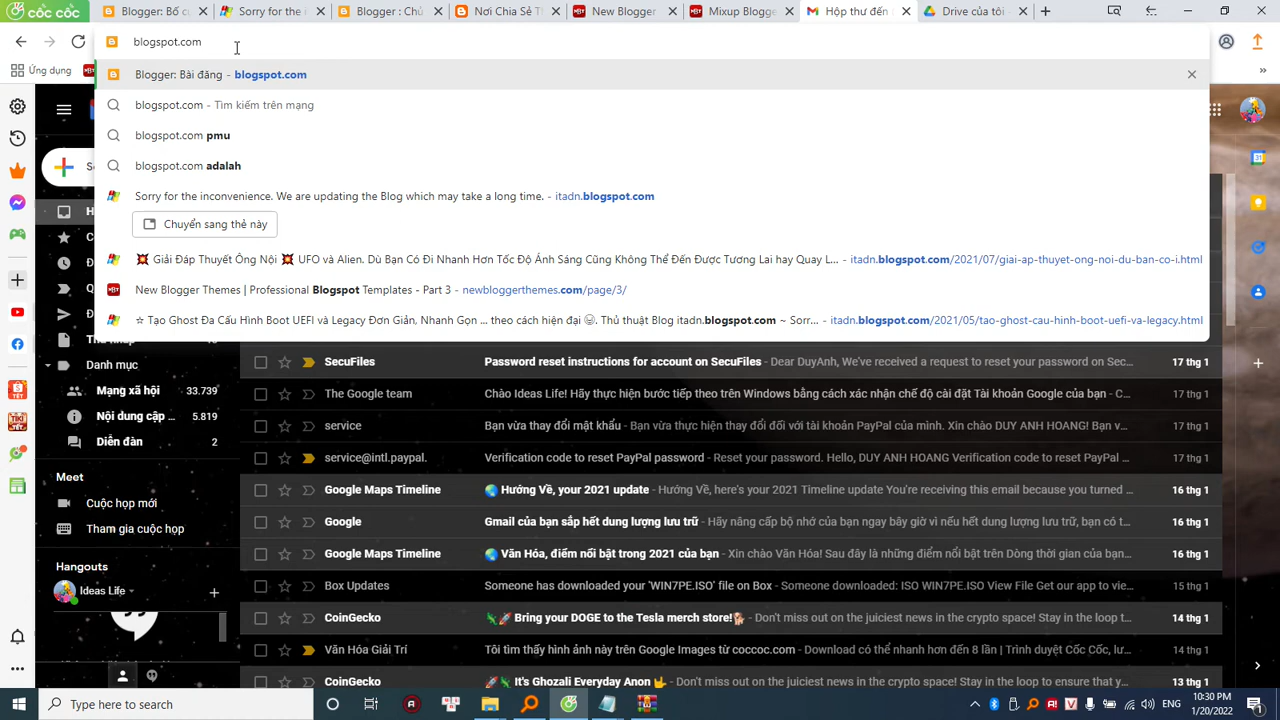 cốc cốc
Blogger: Bố c
Sorry for the i
Blogger : Chủ
Nơi Chia Sẻ T
New Blogger
Mixup Blogge
Hộp thư đến
Drive của tôi
blogspot.com
Ứng dụng
Blogger: Bài đăng - blogspot.com
blogspot.com - Tìm kiếm trên mạng
blogspot.com pmu
blogspot.com adalah
Sorry for the inconvenience. We are updating the Blog which may take a long time. - itadn.blogspot.com
Chuyển sang thẻ này
💥 Giải Đáp Thuyết Ông Nội 💥 UFO và Alien. Dù Bạn Có Đi Nhanh Hơn Tốc Độ Ánh Sáng Cũng Không Thể Đến Được Tương Lai hay Quay L... - itadn.blogspot.com/2021/07/giai-ap-thuyet-ong-noi-du-ban-co-i.html
New Blogger Themes | Professional Blogspot Templates - Part 3 - newbloggerthemes.com/page/3/
☆ Tạo Ghost Đa Cấu Hình Boot UEFI và Legacy Đơn Giản, Nhanh Gọn ... theo cách hiện đại 😄. Thủ thuật Blog itadn.blogspot.com ~ Sorr... - itadn.blogspot.com/2021/05/tao-ghost-cau-hinh-boot-uefi-va-legacy.html
Danh mục
Mạng xã hội 33.739
Nội dung cập ... 5.819
Diễn đàn 2
Meet
Cuộc họp mới
Tham gia cuộc họp
Hangouts
Ideas Life
SecuFiles Password reset instructions for account on SecuFiles - Dear DuyAnh, We've received a request to reset your password on Sec... 17 thg 1
The Google team Chào Ideas Life! Hãy thực hiện bước tiếp theo trên Windows bằng cách xác nhận chế độ cài đặt Tài khoản Google của bạn - C... 17 thg 1
service Bạn vừa thay đổi mật khẩu - Bạn vừa thực hiện thay đổi đối với tài khoản PayPal của mình. Xin chào DUY ANH HOANG! Bạn v... 17 thg 1
service@intl.paypal. Verification code to reset PayPal password - Reset your password. Hello, DUY ANH HOANG Verification code to reset PayPal ... 17 thg 1
Google Maps Timeline 🌏 Hướng Về, your 2021 update - Hướng Về, here's your 2021 Timeline update You're receiving this email because you turned ... 16 thg 1
Google Gmail của bạn sắp hết dung lượng lưu trữ - Hãy nâng cấp bộ nhớ của bạn ngay bây giờ vì nếu hết dung lượng lưu trữ, bạn có t... 16 thg 1
Google Maps Timeline 🌏 Văn Hóa, điểm nổi bật trong 2021 của bạn - Xin chào Văn Hóa! Sau đây là những điểm nổi bật trên Dòng thời gian của bạn... 16 thg 1
Box Updates Someone has downloaded your 'WIN7PE.ISO' file on Box - Someone downloaded: ISO WIN7PE.ISO View File Get our app to vie... 15 thg 1
CoinGecko 🦎🚀 Bring your DOGE to the Tesla merch store!🐕 - Don't miss out on the juiciest news in the crypto space! Stay in the loop t... 14 thg 1
Văn Hóa Giải Trí Tôi tìm thấy hình ảnh này trên Google Images từ coccoc.com - Download có thể nhanh hơn đến 8 lần | Trình duyệt Cốc Cốc, lư... 14 thg 1
CoinGecko 🚀🦎 It's Ghozali Everyday Anon 🤟 - Don't miss out on the juiciest news in the crypto space! Stay in the loop to ensure ... 13 thg 1
Type here to search
10:30 PM
1/20/2022